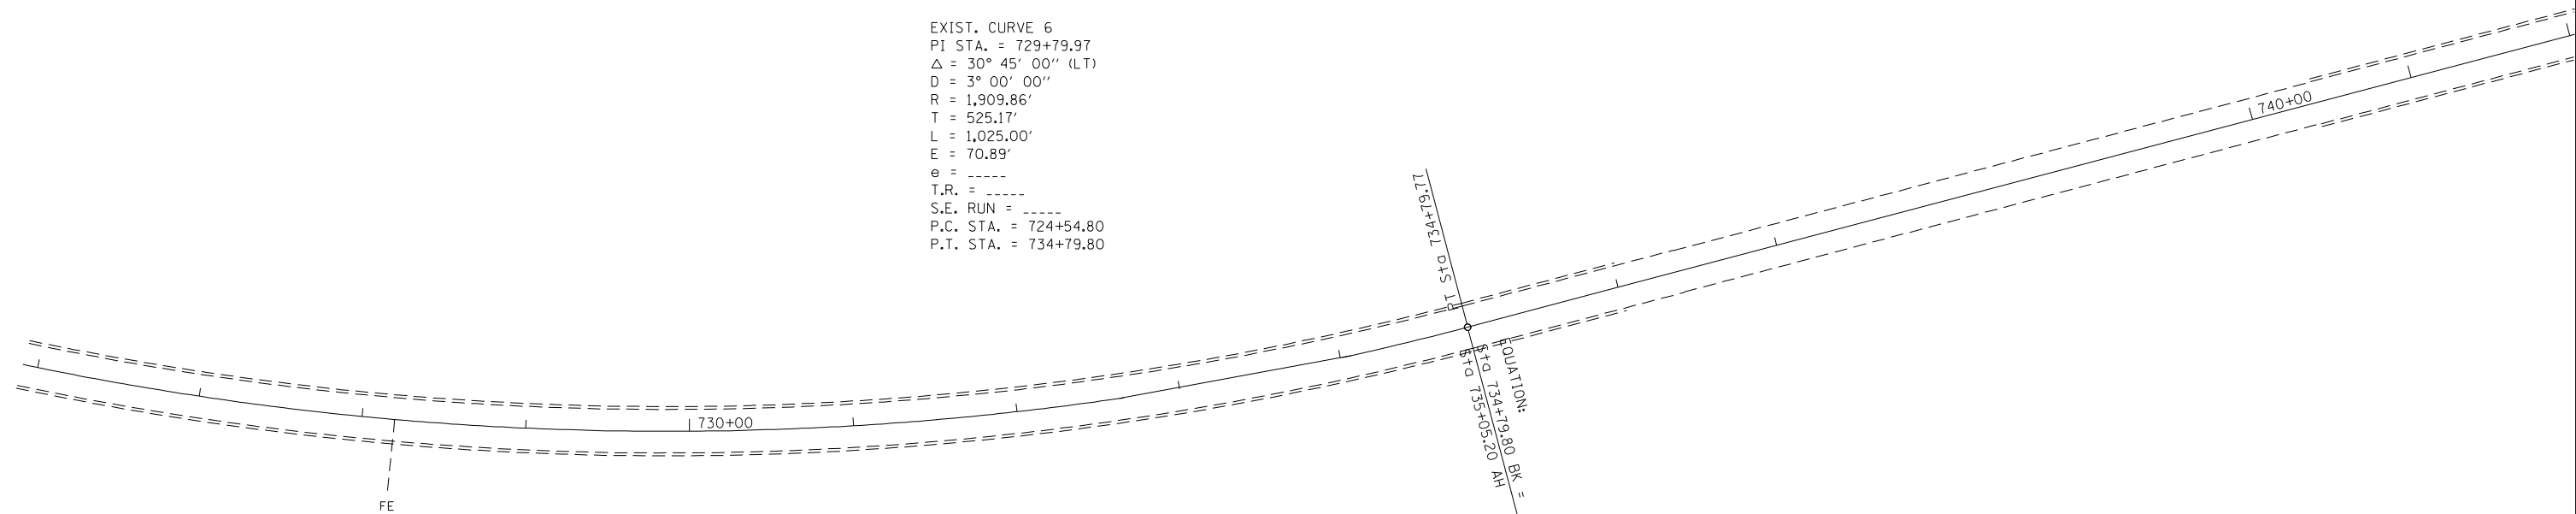 EXIST. CURVE 6
PI STA. = 729+79.97
△ = 30° 45' 00" (LT)
D = 3° 00' 00"
R = 1,909.86'
T = 525.17'
L = 1,025.00'
E = 70.89'
e = _____
T.R. = _____
S.E. RUN = _____
P.C. STA. = 724+54.80
P.T. STA. = 734+79.80
740+00
PT Sta 734+79.77
EQUATION:
Sta 734+79.80 BK =
Sta 735+05.20 AH
730+00
FE